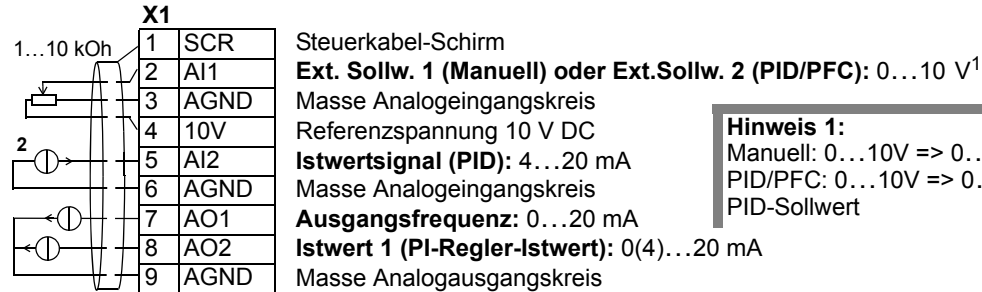 X1
1…10 kOh
1 SCR Steuerkabel-Schirm
2 AI1 Ext. Sollw. 1 (Manuell) oder Ext.Sollw. 2 (PID/PFC): 0…10 V1
3 AGND Masse Analogeingangskreis
4 10V Referenzspannung 10 V DC
2
5 AI2 Istwertsignal (PID): 4…20 mA
6 AGND Masse Analogeingangskreis
7 AO1 Ausgangsfrequenz: 0…20 mA
8 AO2 Istwert 1 (PI-Regler-Istwert): 0(4)…20 mA
9 AGND Masse Analogausgangskreis
Hinweis 1:
Manuell: 0…10V => 0…
PID/PFC: 0…10V => 0.
PID-Sollwert